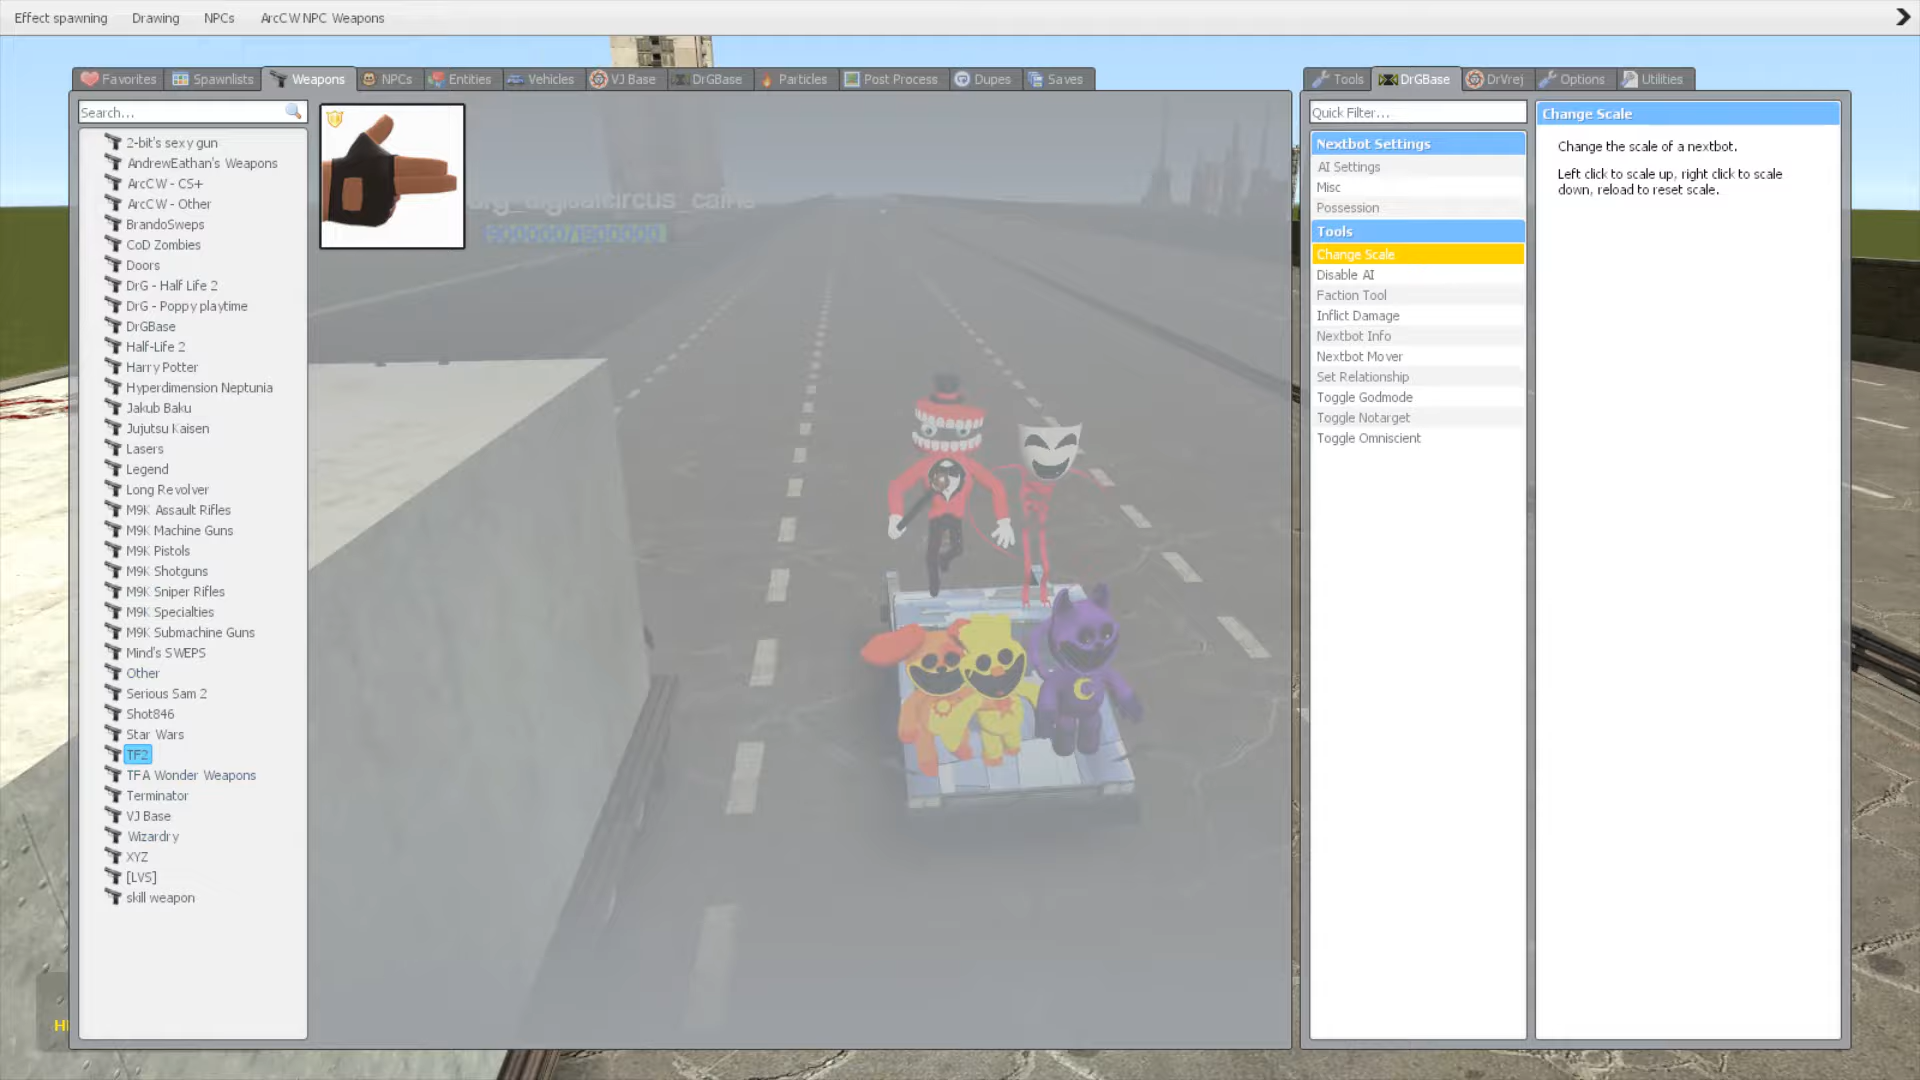 Effect spawning Drawing NPCs ArcCW NPC Weapons
Favorites Spawnlists Weapons NPCs Entities Vehicles VJ Base DrGBase Particles Post Process Dupes Saves
Search...
2-bit's sexy gun
AndrewEathan's Weapons
ArcCW - CS+
ArcCW - Other
BrandoSweps
CoD Zombies
Doors
DrG - Half Life 2
DrG - Poppy playtime
DrGBase
Half-Life 2
Harry Potter
Hyperdimension Neptunia
Jakub Baku
Jujutsu Kaisen
Lasers
Legend
Long Revolver
M9K Assault Rifles
M9K Machine Guns
M9K Pistols
M9K Shotguns
M9K Sniper Rifles
M9K Specialties
M9K Submachine Guns
Mind's SWEPS
Other
Serious Sam 2
Shot846
Star Wars
TF2
TFA Wonder Weapons
Terminator
VJ Base
Wizardry
XYZ
[LVS]
skill weapon
1900000/1900000
Tools DrGBase DrVrej Options Utilities
Quick Filter...
Nextbot Settings
AI Settings
Misc
Possession
Tools
Change Scale
Disable AI
Faction Tool
Inflict Damage
Nextbot Info
Nextbot Mover
Set Relationship
Toggle Godmode
Toggle Notarget
Toggle Omniscient
Change Scale
Change the scale of a nextbot.
Left click to scale up, right click to scale
down, reload to reset scale.